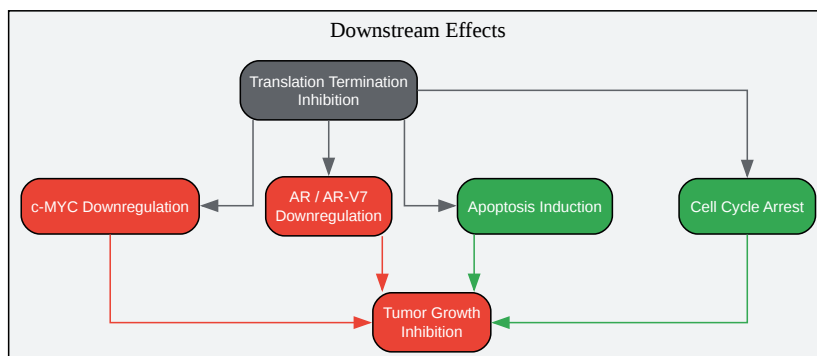 Downstream Effects
Translation Termination
Inhibition
c-MYC Downregulation
AR / AR-V7
Downregulation
Apoptosis Induction
Cell Cycle Arrest
Tumor Growth
Inhibition